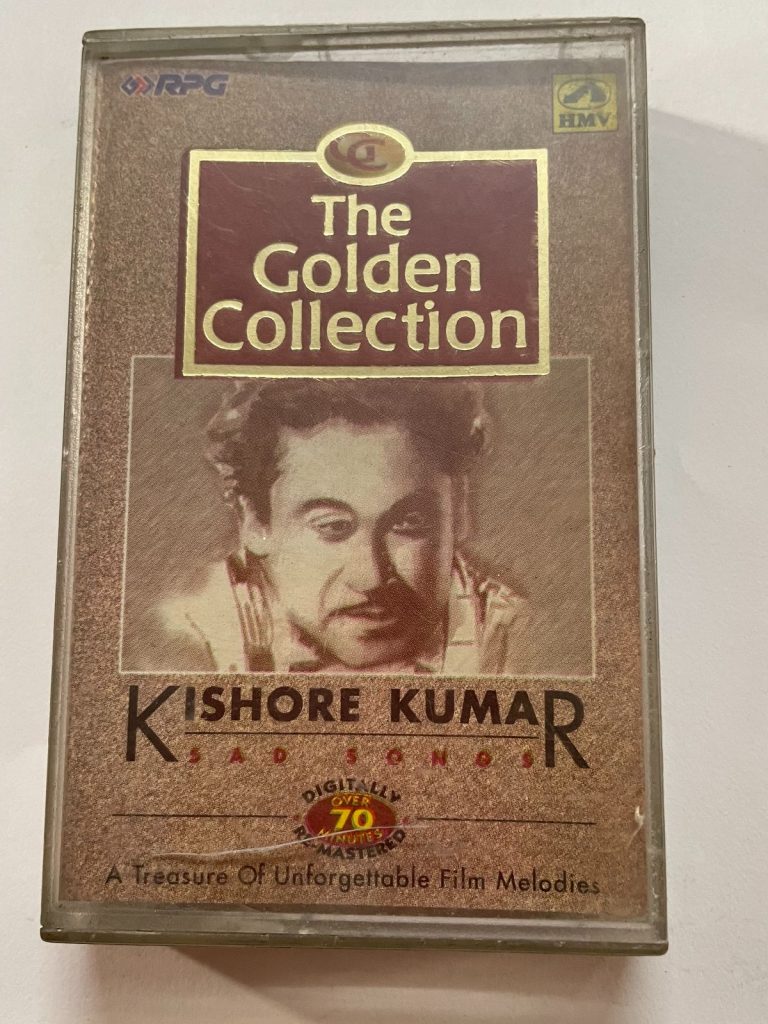 RPG
HMV
GC
The
Golden
Collection
KISHORE KUMAR
SAD SONGS
DIGITALLY
OVER
70
MINUTES
RE-MASTERED
A Treasure Of Unforgettable Film Melodies